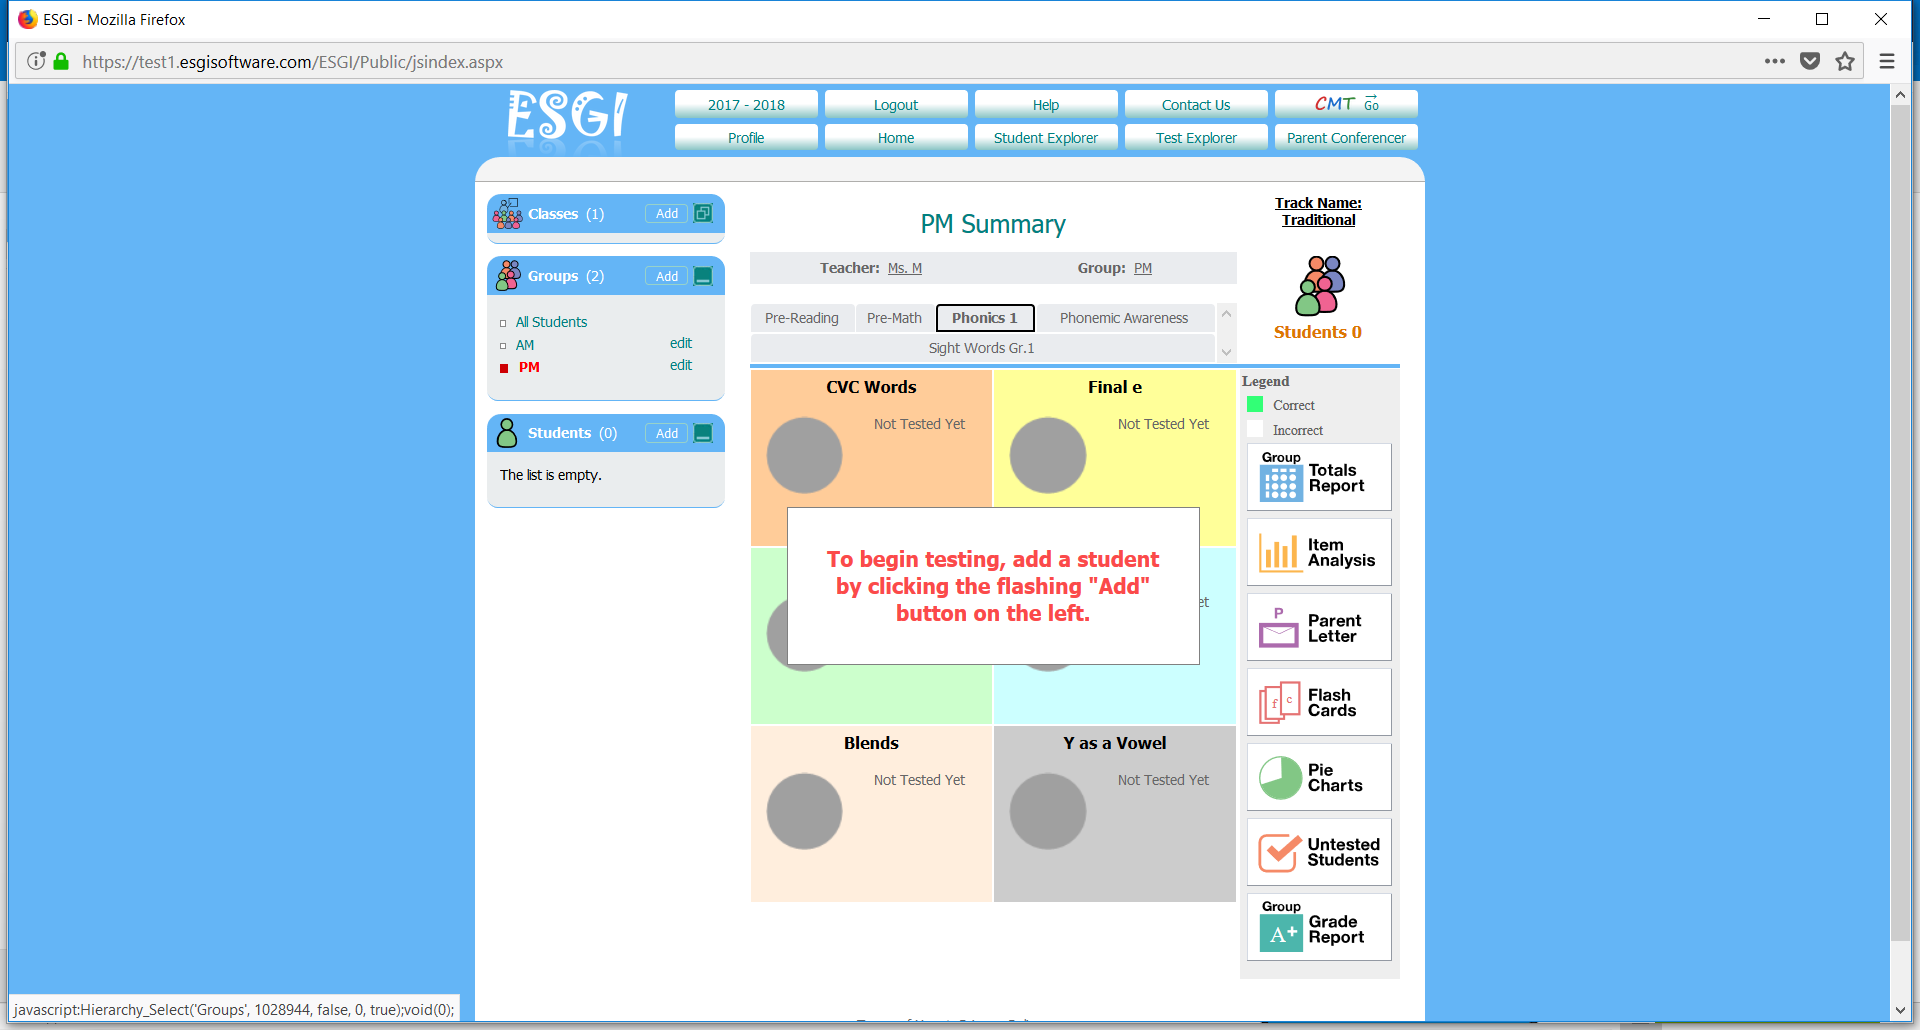 ESGI - Mozilla Firefox
https://test1.esgisoftware.com/ESGI/Public/jsindex.aspx
ESGI
2017 - 2018
Logout
Help
Contact Us
CMT Go
Profile
Home
Student Explorer
Test Explorer
Parent Conferencer
Classes (1)
Add
Groups (2)
Add
All Students
AM
edit
PM
edit
Students (0)
Add
The list is empty.
PM Summary
Teacher: Ms. M
Group: PM
Track Name:
Traditional
Students 0
Pre-Reading
Pre-Math
Phonics 1
Phonemic Awareness
Sight Words Gr.1
CVC Words
Not Tested Yet
Final e
Not Tested Yet
To begin testing, add a student
by clicking the flashing "Add"
button on the left.
et
Blends
Not Tested Yet
Y as a Vowel
Not Tested Yet
Legend
Correct
Incorrect
Group
Totals
Report
Item
Analysis
P
Parent
Letter
f c
Flash
Cards
Pie
Charts
Untested
Students
Group
A+
Grade
Report
javascript:Hierarchy_Select('Groups', 1028944, false, 0, true);void(0);